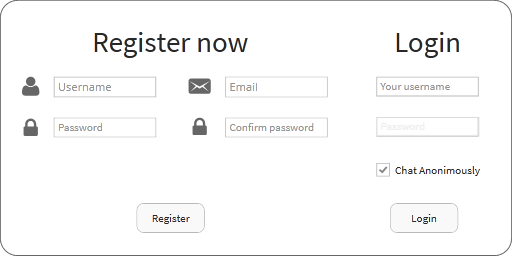 Register now
Username
Email
Password
Confirm password
Register
Login
Your username
Password
Chat Anonimously
Login